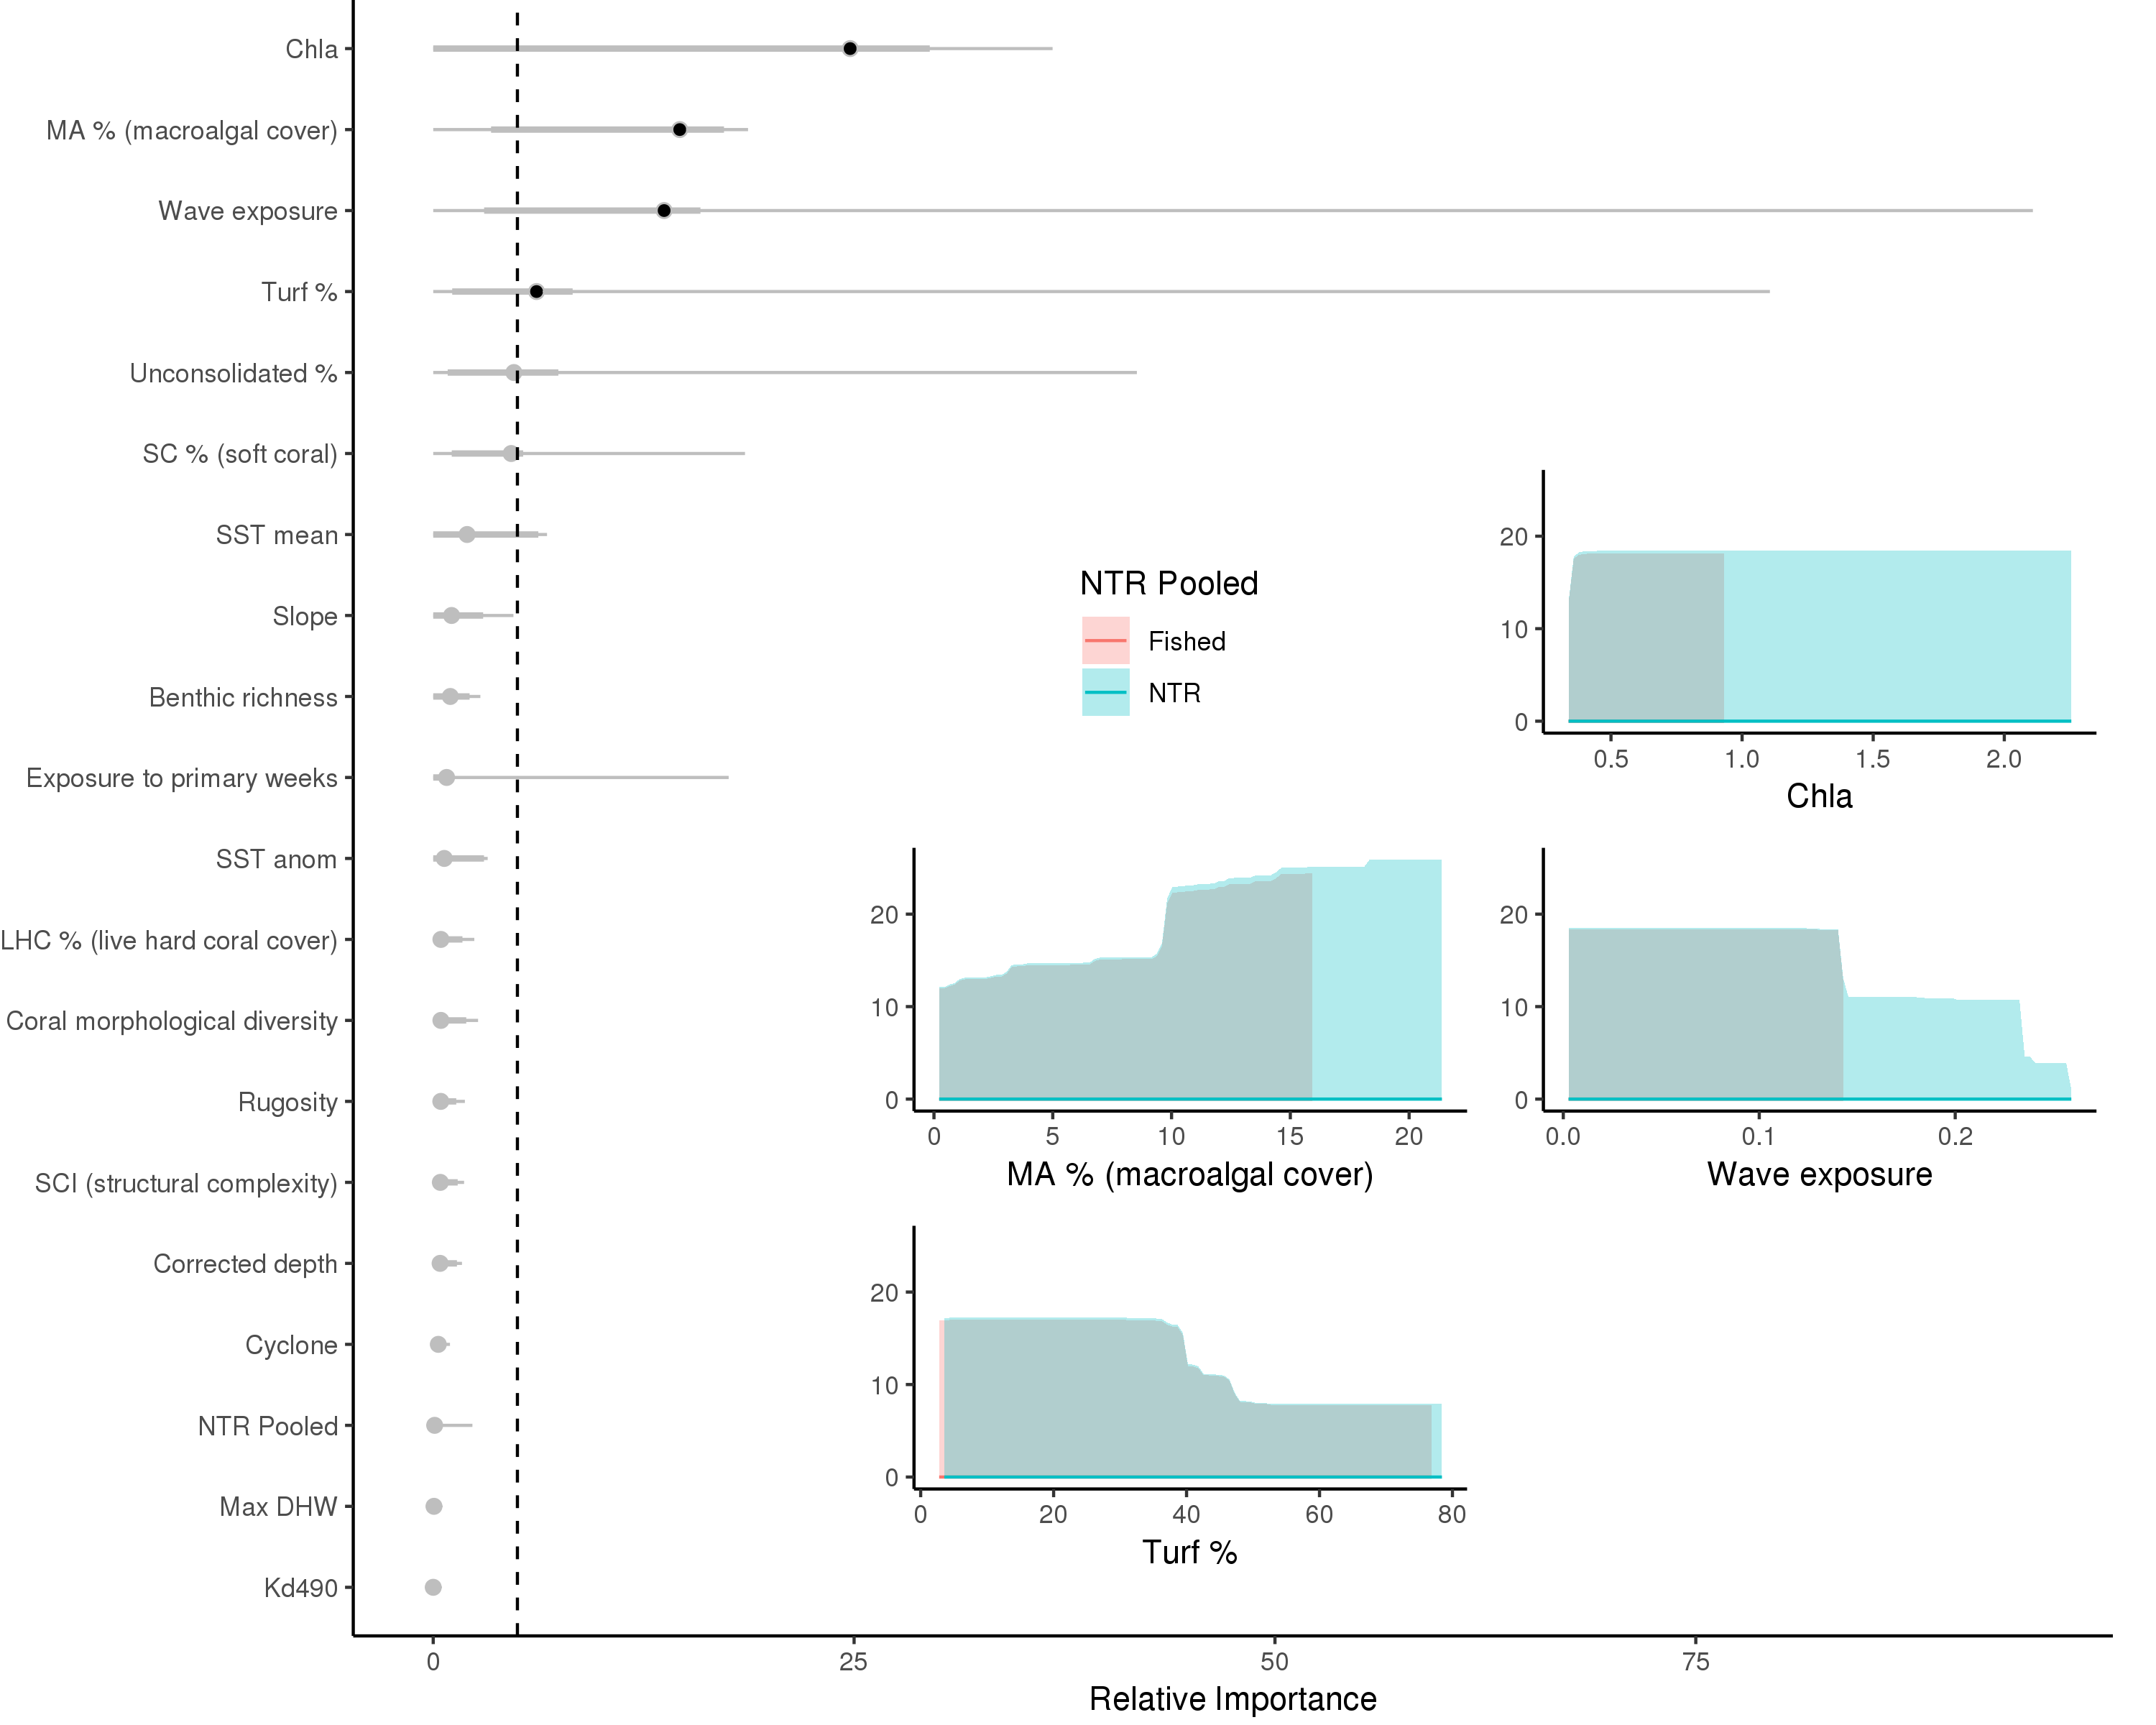 Chla
MA % (macroalgal cover)
Wave exposure
Turf %
Unconsolidated %
SC % (soft coral)
SST mean
Slope
Benthic richness
Exposure to primary weeks
SST anom
LHC % (live hard coral cover)
Coral morphological diversity
Rugosity
SCI (structural complexity)
Corrected depth
Cyclone
NTR Pooled
Max DHW
Kd490
0 25 50 75
Relative Importance
NTR Pooled
Fished
NTR
20
10
0
0.5 1.0 1.5 2.0
Chla
20
10
0
0 5 10 15 20
MA % (macroalgal cover)
20
10
0
0.0 0.1 0.2
Wave exposure
20
10
0
0 20 40 60 80
Turf %